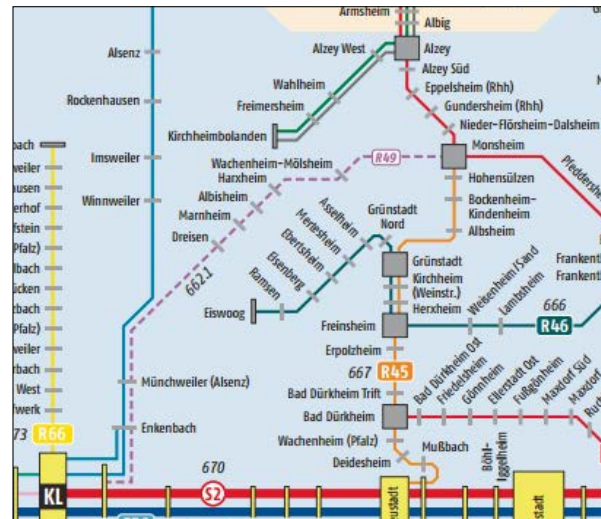 Armsheim
Albig
Alsenz
Alzey West
Alzey
Alzey Süd
Wahlheim
Eppelsheim (Rhh)
Rockenhausen
Freimersheim
Gundersheim (Rhh)
Nieder-Flörsheim-Dalsheim
Kirchheimbolanden
Monsheim
Imsweiler
Wachenheim-Mölsheim
R49
Harxheim
Hohensülzen
Albisheim
Winnweiler
Marnheim
Bockenheim-
Kindenheim
Dreisen
Albsheim
Asselheim
Grünstadt
Nord
Mertesheim
Ebertsheim
Eisenberg
Ramsen
Grünstadt
Kirchheim
(Weinstr.)
Herxheim
662.1
Eiswoog
Weisenheim/Sand
Lambsheim
666
R46
Freinsheim
Erpolzheim
667 R45
Münchweiler (Alsenz)
Bad Dürkheim Trift
Bad Dürkheim Ost
Friedelsheim
Gönnheim
Ellerstadt Ost
Fußgönheim
Maxdorf Süd
Maxdorf
Bad Dürkheim
Enkenbach
Wachenheim (Pfalz)
Mußbach
Deidesheim
Böhl-
Iggelheim
73 R66
670
KL
S2